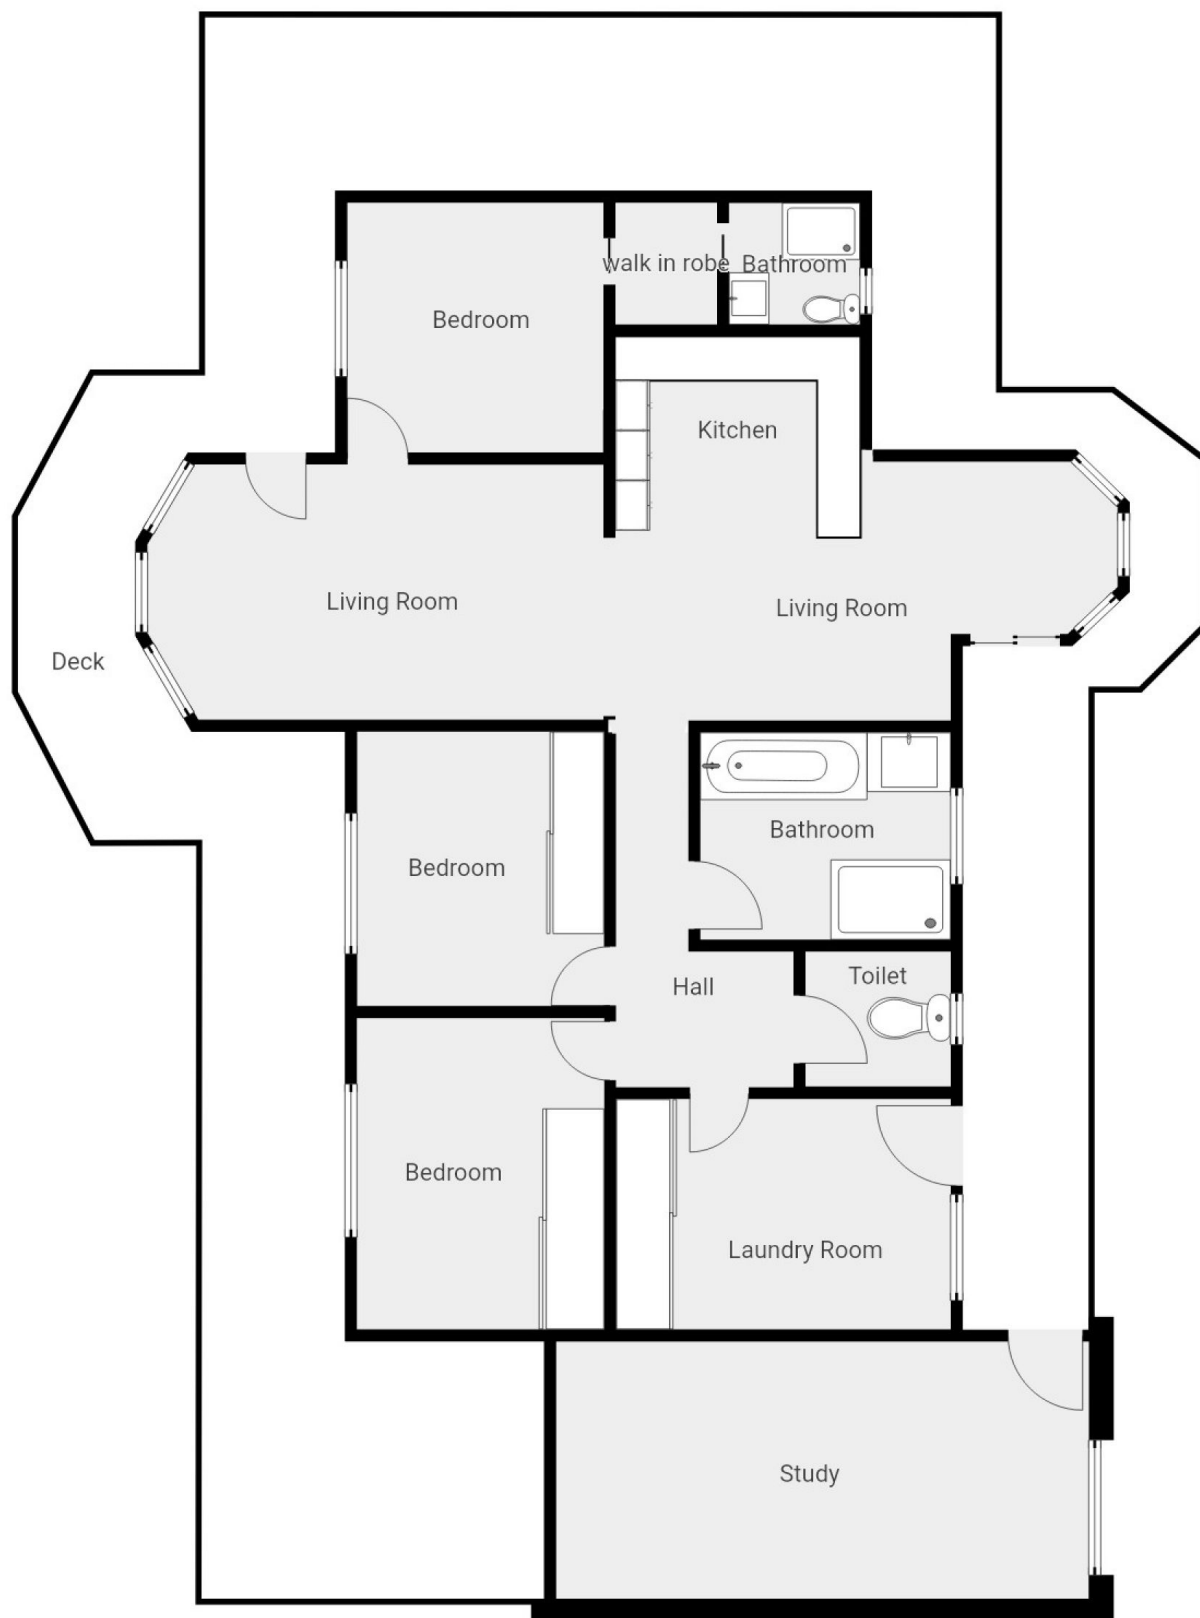 walk in robe
Bathroom
Bedroom
Kitchen
Living Room
Living Room
Deck
Bathroom
Bedroom
Toilet
Hall
Bedroom
Laundry Room
Study